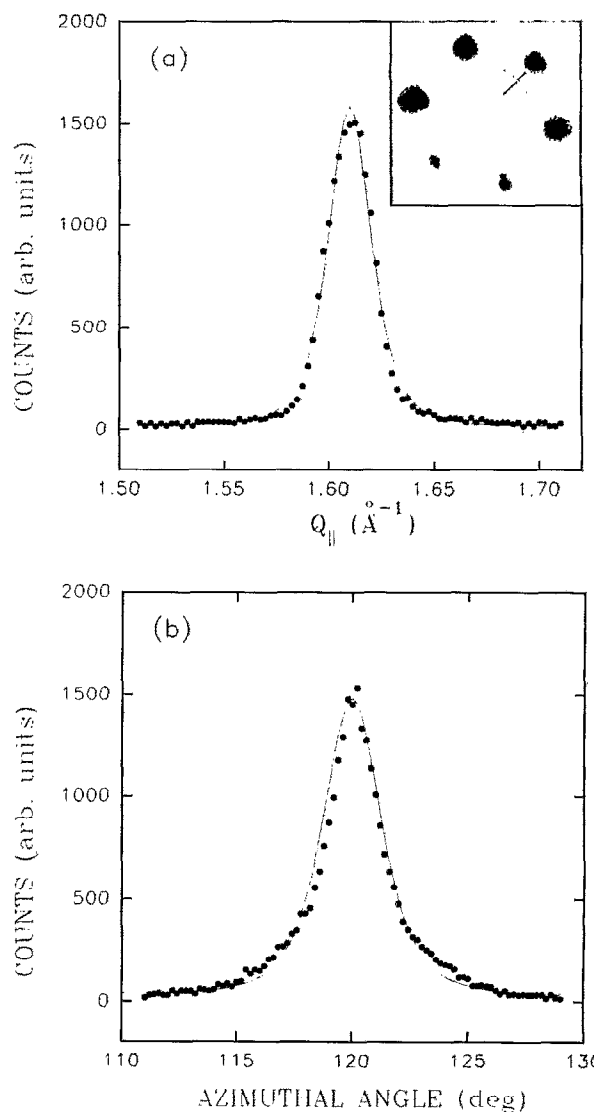 (a)
COUNTS (arb. units)
2000
1500
1000
500
0
1.50 1.55 1.60 1.65 1.70
Q|| (Å⁻¹)
(b)
COUNTS (arb. units)
2000
1500
1000
500
0
110 115 120 125 130
AZIMUTHAL ANGLE (deg)